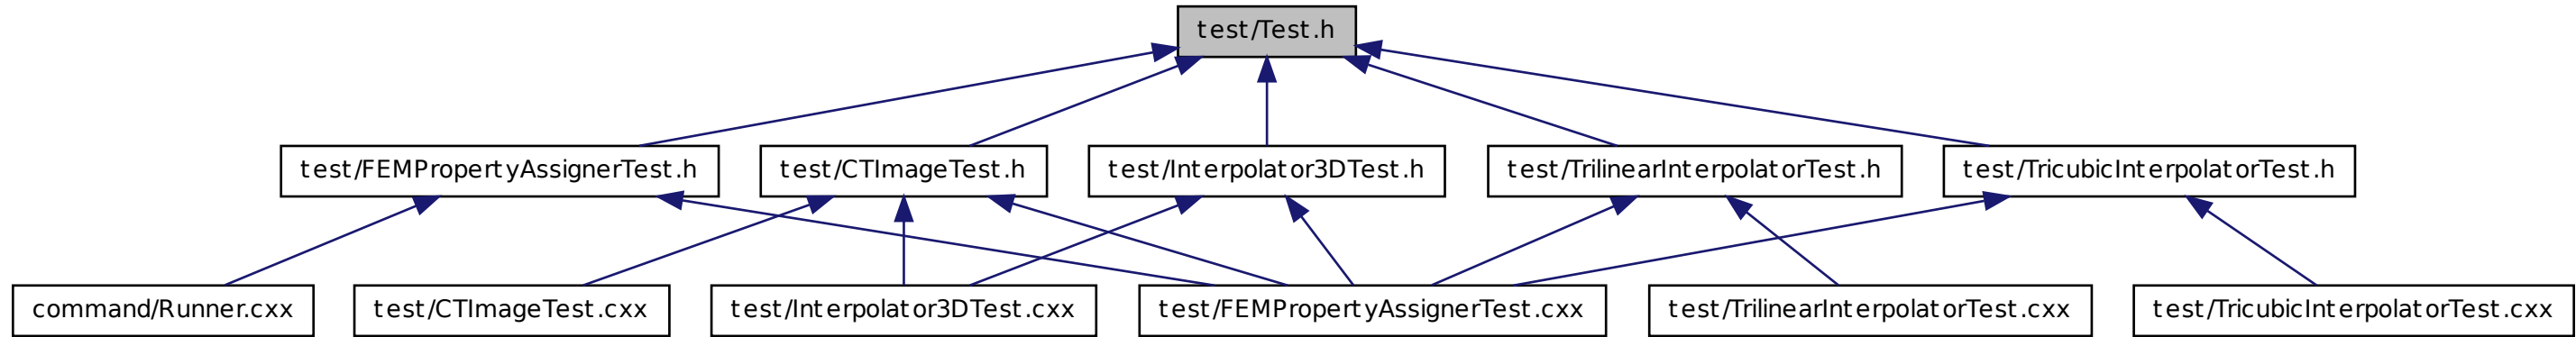 test/Test.h
test/FEMPropertyAssignerTest.h
test/CTImageTest.h
test/Interpolator3DTest.h
test/TrilinearInterpolatorTest.h
test/TricubicInterpolatorTest.h
command/Runner.cxx
test/CTImageTest.cxx
test/Interpolator3DTest.cxx
test/FEMPropertyAssignerTest.cxx
test/TrilinearInterpolatorTest.cxx
test/TricubicInterpolatorTest.cxx